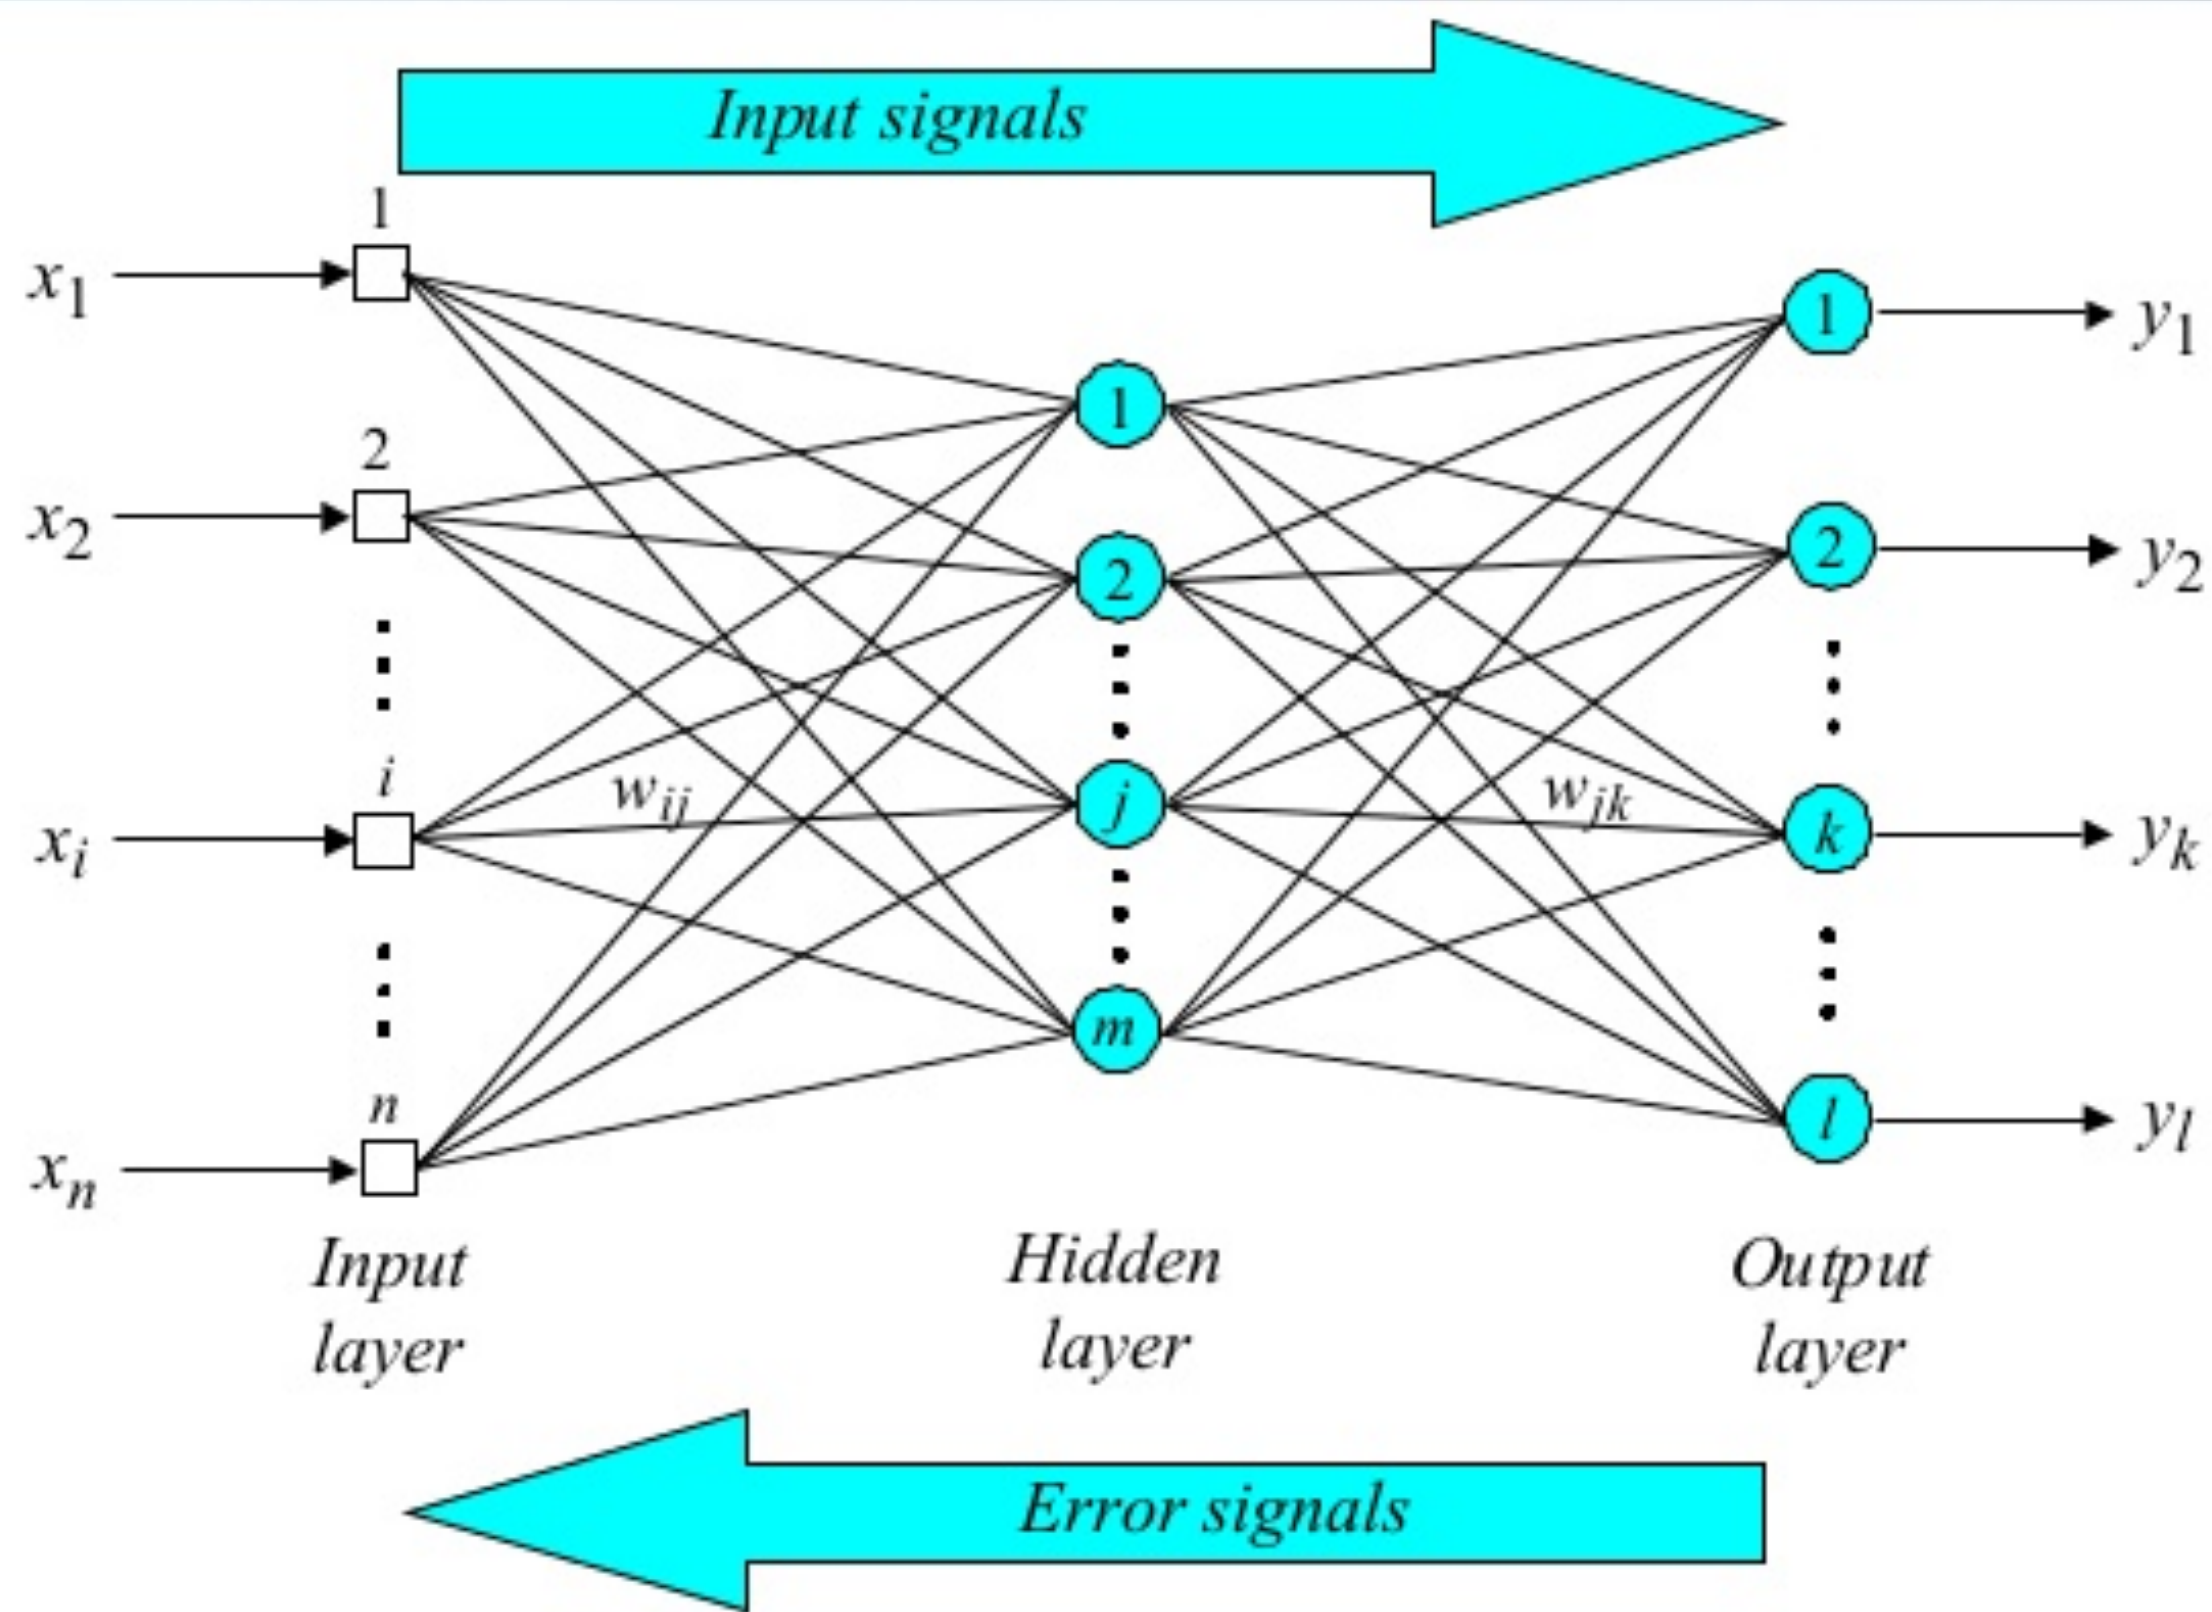 Input signals
1
x1
1
y1
1
2
x2
2
y2
2
i
xi
wij
j
wjk
k
yk
m
n
xn
l
yl
Input
layer
Hidden
layer
Output
layer
Error signals